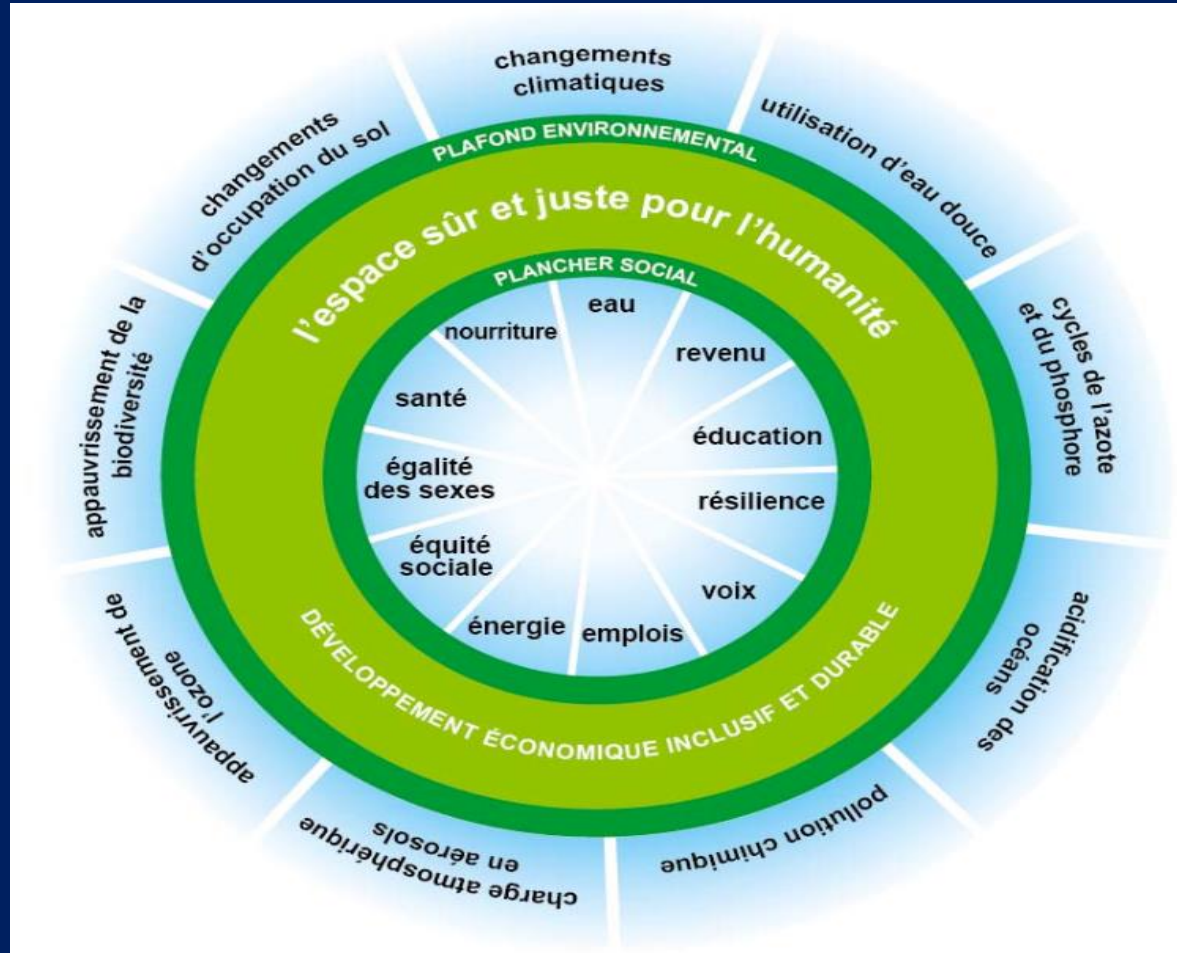 changements
climatiques
utilisation d'eau douce
cycles de l'azote
et du phosphore
acidification des
océans
pollution chimique
charge atmosphérique
en aérosols
appauvrissement de
l'ozone
appauvrissement de la
biodiversité
changements
d'occupation du sol
PLAFOND ENVIRONNEMENTAL
l'espace sûr et juste pour l'humanité
PLANCHER SOCIAL
eau
revenu
éducation
résilience
voix
emplois
énergie
équité
sociale
égalité
des sexes
santé
nourriture
DÉVELOPPEMENT ÉCONOMIQUE INCLUSIF ET DURABLE